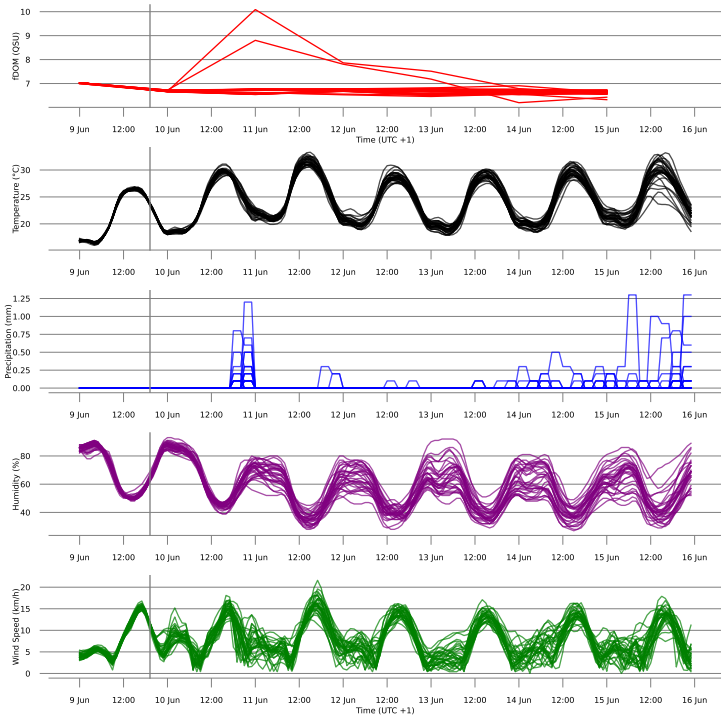 fDOM (QSU)
10
9
8
7
9 Jun 12:00 10 Jun 12:00 11 Jun 12:00 12 Jun 12:00 13 Jun 12:00 14 Jun 12:00 15 Jun 12:00 16 Jun
Time (UTC +1)
Temperature (°C)
30
25
20
9 Jun 12:00 10 Jun 12:00 11 Jun 12:00 12 Jun 12:00 13 Jun 12:00 14 Jun 12:00 15 Jun 12:00 16 Jun
Precipitation (mm)
1.25
1.00
0.75
0.50
0.25
0.00
9 Jun 12:00 10 Jun 12:00 11 Jun 12:00 12 Jun 12:00 13 Jun 12:00 14 Jun 12:00 15 Jun 12:00 16 Jun
Humidity (%)
80
60
40
9 Jun 12:00 10 Jun 12:00 11 Jun 12:00 12 Jun 12:00 13 Jun 12:00 14 Jun 12:00 15 Jun 12:00 16 Jun
Wind Speed (km/h)
20
15
10
5
0
9 Jun 12:00 10 Jun 12:00 11 Jun 12:00 12 Jun 12:00 13 Jun 12:00 14 Jun 12:00 15 Jun 12:00 16 Jun
Time (UTC +1)